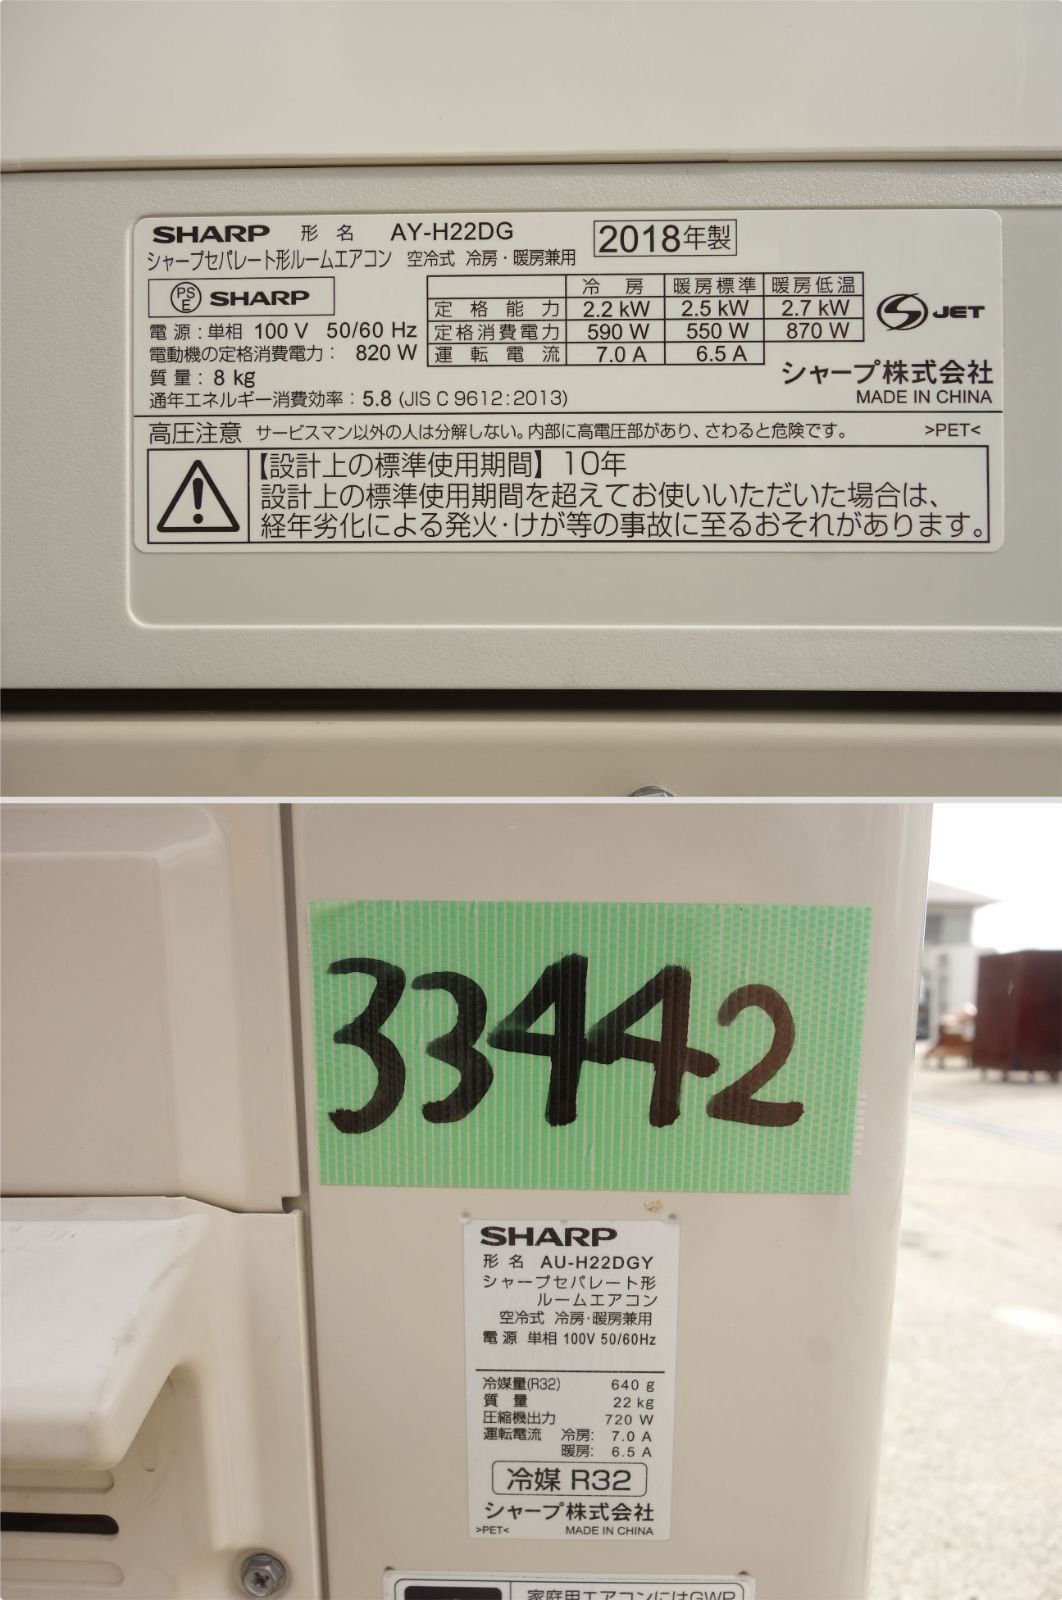 SHARP 形名 AY-H22DG 2018年製
シャープセパレート形ルームエアコン 空冷式 冷房・暖房兼用
PSE SHARP
冷房 暖房標準 暖房低温
定格能力 2.2 kW 2.5 kW 2.7 kW
定格消費電力 590 W 550 W 870 W
運転電流 7.0 A 6.5 A
JET
電源:単相 100 V 50/60 Hz
電動機の定格消費電力: 820 W
質量: 8 kg
通年エネルギー消費効率: 5.8 (JIS C 9612:2013)
シャープ株式会社
MADE IN CHINA
高圧注意 サービスマン以外の人は分解しない。内部に高電圧部があり、さわると危険です。 >PET<
【設計上の標準使用期間】10年
設計上の標準使用期間を超えてお使いいただいた場合は、
経年劣化による発火・けが等の事故に至るおそれがあります。
33442
SHARP
形名 AU-H22DGY
シャープセパレート形
ルームエアコン
空冷式 冷房・暖房兼用
電源 単相 100V 50/60Hz
冷媒量(R32) 640 g
質量 22 kg
圧縮機出力 720 W
運転電流 冷房: 7.0 A
暖房: 6.5 A
冷媒 R32
シャープ株式会社
>PET< MADE IN CHINA
家庭用エアコンにはGWP